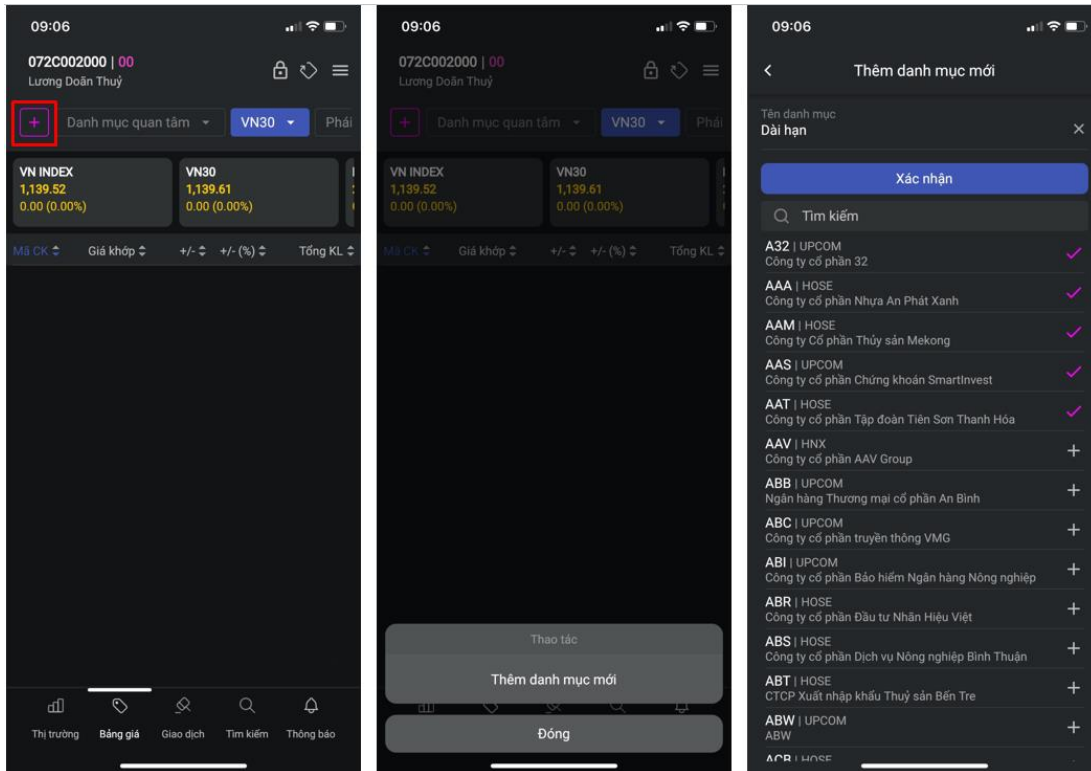 09:06
072C002000 | 00
Lương Doãn Thuỷ
+ Danh mục quan tâm VN30 Phái
VN INDEX VN30
1,139.52 1,139.61
0.00 (0.00%) 0.00 (0.00%)
Mã CK Giá khớp +/- +/- (%) Tổng KL
Thị trường Bảng giá Giao dịch Tìm kiếm Thông báo
09:06
072C002000 | 00
Lương Doãn Thuỷ
+ Danh mục quan tâm VN30 Phái
VN INDEX VN30
1,139.52 1,139.61
0.00 (0.00%) 0.00 (0.00%)
Mã CK Giá khớp +/- +/- (%) Tổng KL
Thao tác
Thêm danh mục mới
Đóng
09:06
Thêm danh mục mới
Tên danh mục
Dài hạn
Xác nhận
Tìm kiếm
A32 | UPCOM
Công ty cổ phần 32
AAA | HOSE
Công ty cổ phần Nhựa An Phát Xanh
AAM | HOSE
Công ty Cổ phần Thủy sản Mekong
AAS | UPCOM
Công ty cổ phần Chứng khoán SmartInvest
AAT | HOSE
Công ty cổ phần Tập đoàn Tiên Sơn Thanh Hóa
AAV | HNX
Công ty cổ phần AAV Group
ABB | UPCOM
Ngân hàng Thương mại cổ phần An Bình
ABC | UPCOM
Công ty cổ phần truyền thông VMG
ABI | UPCOM
Công ty cổ phần Bảo hiểm Ngân hàng Nông nghiệp
ABR | HOSE
Công ty cổ phần Đầu tư Nhãn Hiệu Việt
ABS | HOSE
Công ty cổ phần Dịch vụ Nông nghiệp Bình Thuận
ABT | HOSE
CTCP Xuất nhập khẩu Thuỷ sản Bến Tre
ABW | UPCOM
ABW
ACB | HOSE